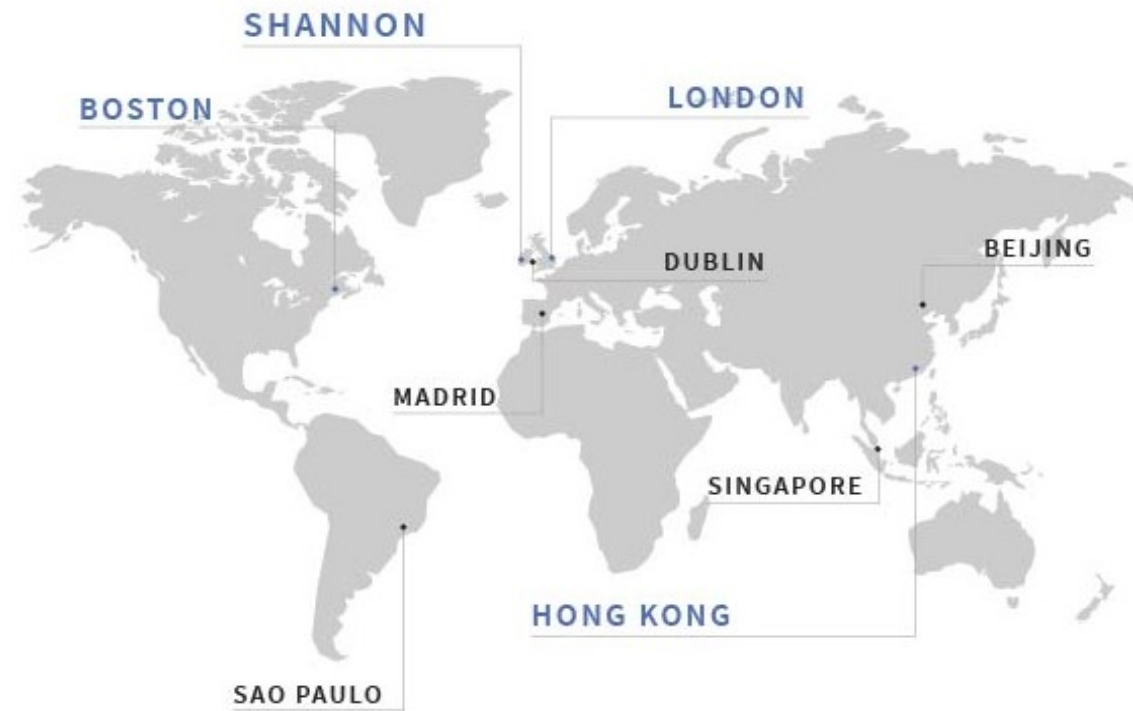 SHANNON
BOSTON
LONDON
DUBLIN
BEIJING
MADRID
SINGAPORE
HONG KONG
SAO PAULO